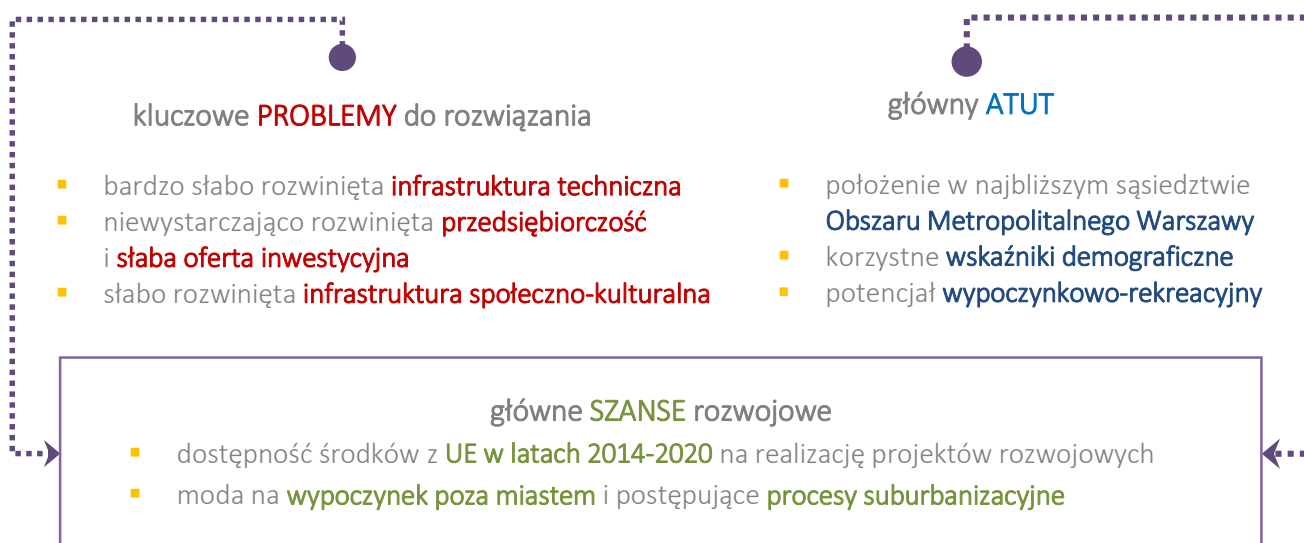 kluczowe PROBLEMY do rozwiązania
bardzo słabo rozwinięta infrastruktura techniczna
niewystarczająco rozwinięta przedsiębiorczość
i słaba oferta inwestycyjna
słabo rozwinięta infrastruktura społeczno-kulturalna
główny ATUT
położenie w najbliższym sąsiedztwie
Obszaru Metropolitalnego Warszawy
korzystne wskaźniki demograficzne
potencjał wypoczynkowo-rekreacyjny
główne SZANSE rozwojowe
dostępność środków z UE w latach 2014-2020 na realizację projektów rozwojowych
moda na wypoczynek poza miastem i postępujące procesy suburbanizacyjne